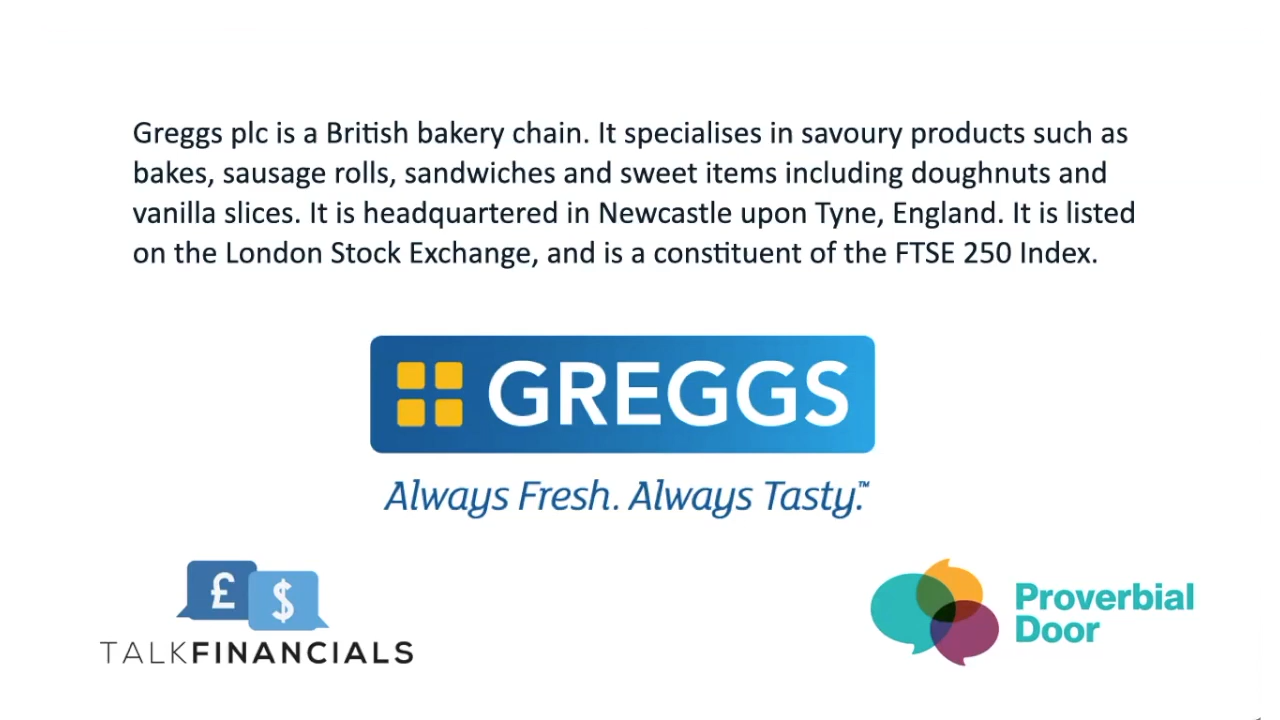 Greggs plc is a British bakery chain. It specialises in savoury products such as
bakes, sausage rolls, sandwiches and sweet items including doughnuts and
vanilla slices. It is headquartered in Newcastle upon Tyne, England. It is listed
on the London Stock Exchange, and is a constituent of the FTSE 250 Index.
GREGGS
Always Fresh. Always Tasty.™
£ $
TALKFINANCIALS
Proverbial
Door